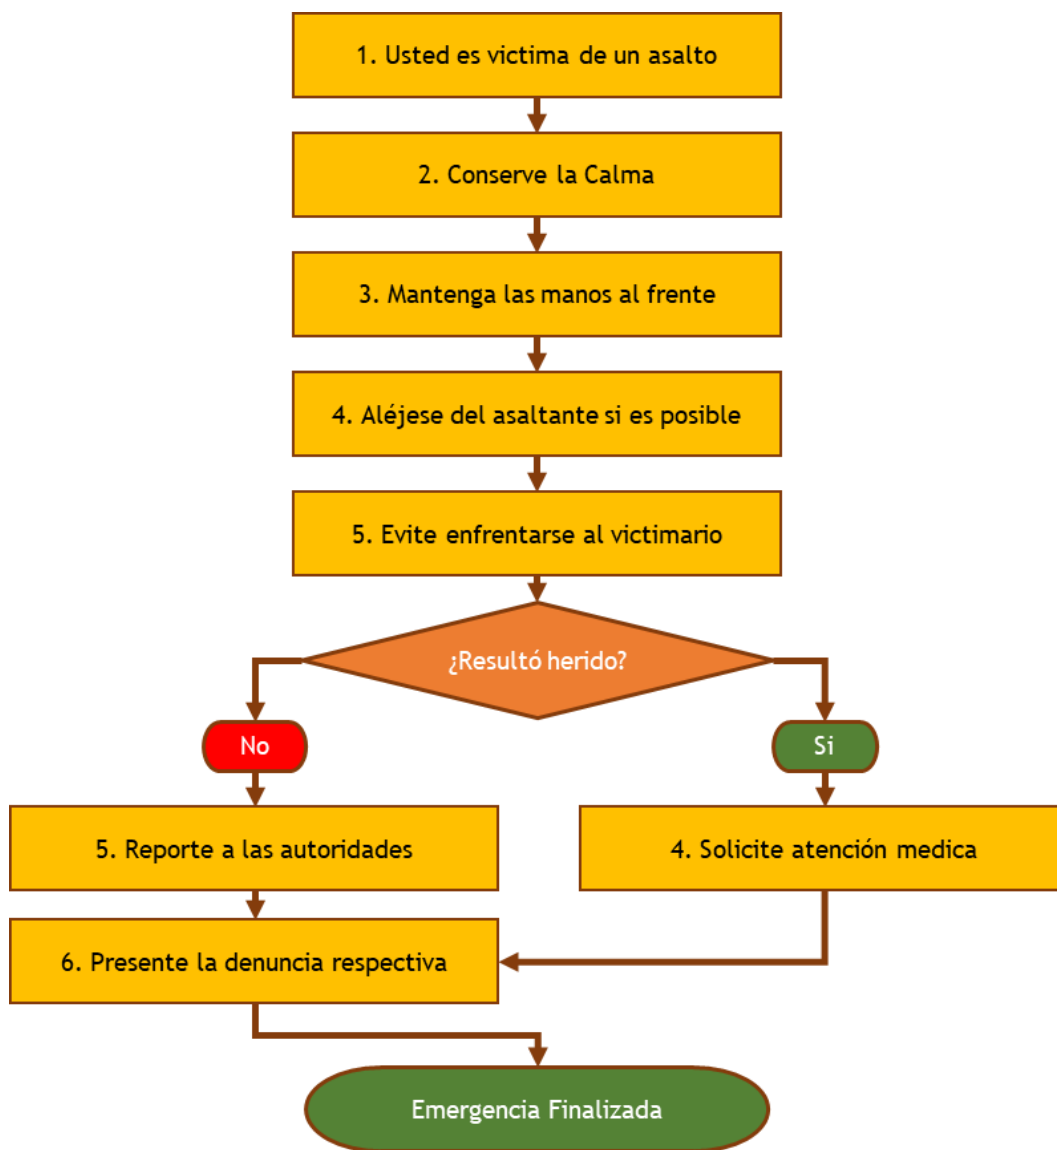 1. Usted es victima de un asalto
2. Conserve la Calma
3. Mantenga las manos al frente
4. Aléjese del asaltante si es posible
5. Evite enfrentarse al victimario
¿Resultó herido?
No
Si
5. Reporte a las autoridades
4. Solicite atención medica
6. Presente la denuncia respectiva
Emergencia Finalizada